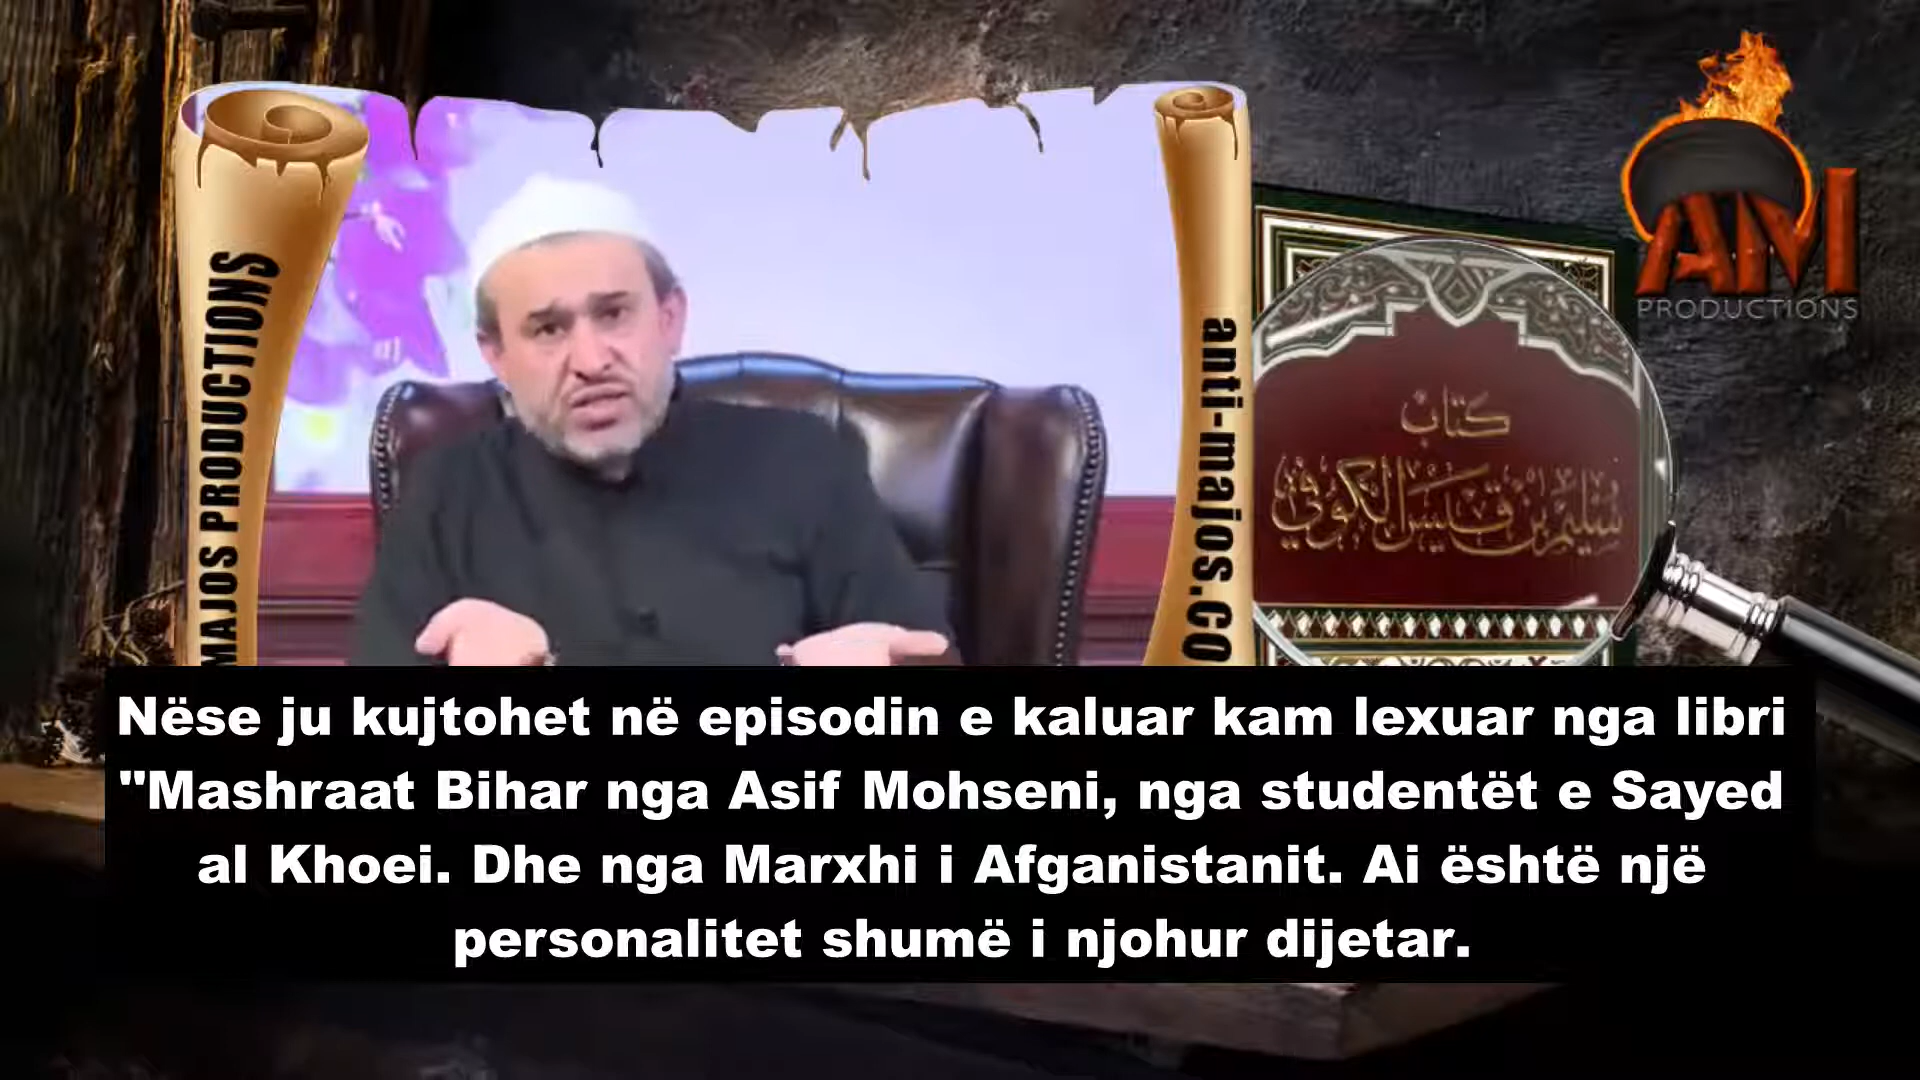 MAJOS PRODUCTIONS
anti-majos.co
AM
PRODUCTIONS
كتاب
سليم بن قيس الكوفي
Nëse ju kujtohet në episodin e kaluar kam lexuar nga libri
"Mashraat Bihar nga Asif Mohseni, nga studentët e Sayed
al Khoei. Dhe nga Marxhi i Afganistanit. Ai është një
personalitet shumë i njohur dijetar.